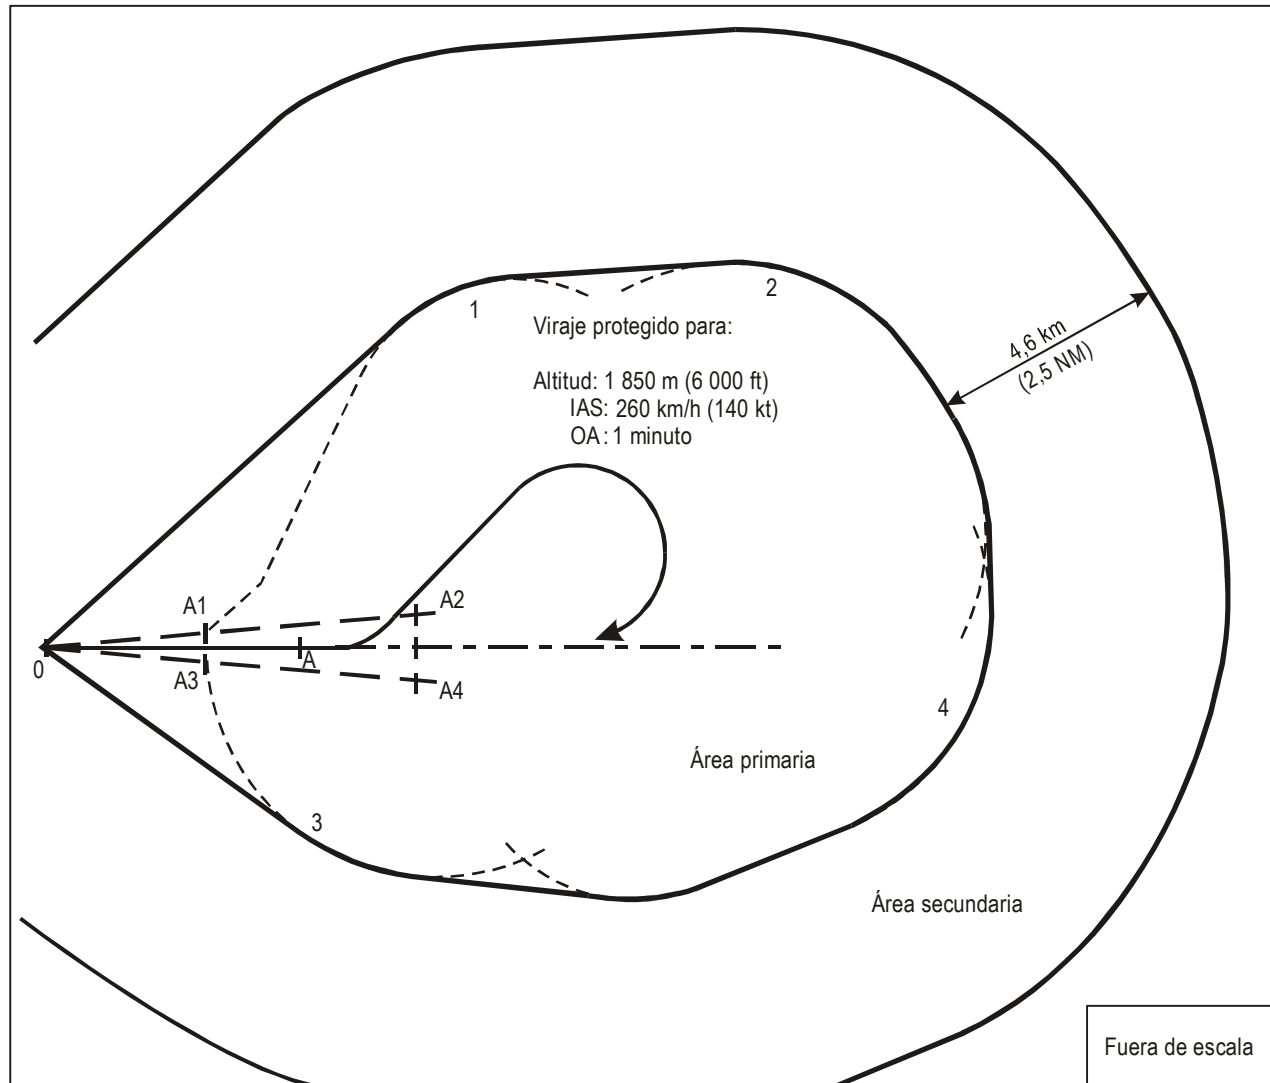 1
2
Viraje protegido para:
Altitud: 1 850 m (6 000 ft)
IAS: 260 km/h (140 kt)
OA: 1 minuto
4,6 km
(2,5 NM)
A1
A2
0
A
A3
A4
4
Área primaria
3
Área secundaria
Fuera de escala